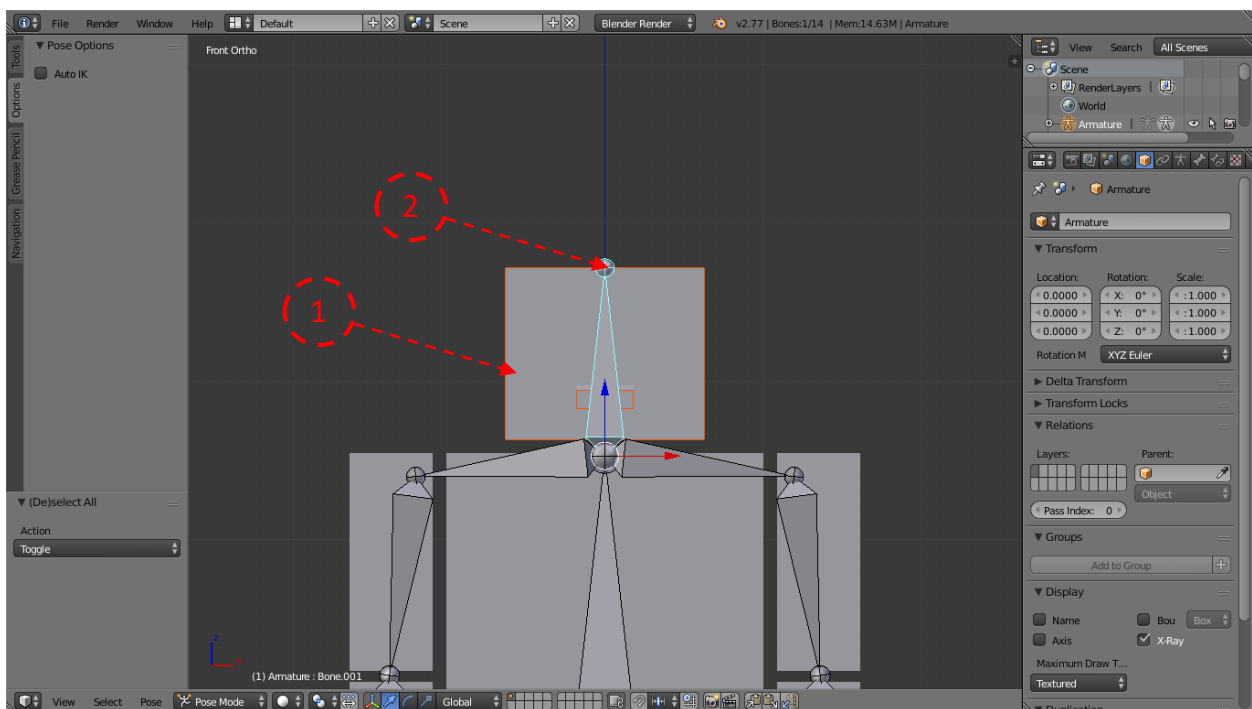 File Render Window Help Default Scene Blender Render v2.77 | Bones:1/14 | Mem:14.63M | Armature
Tools
Options
Grease Pencil
Navigation
Pose Options
Auto IK
(De)select All
Action
Toggle
Front Ortho
2
1
z
x
(1) Armature : Bone.001
View Select Pose Pose Mode Global
View Search All Scenes
Scene
RenderLayers |
World
Armature |
Armature
Armature
Transform
Location: Rotation: Scale:
0.0000 X: 0° :1.000
0.0000 Y: 0° :1.000
0.0000 Z: 0° :1.000
Rotation M XYZ Euler
Delta Transform
Transform Locks
Relations
Layers: Parent:
Object
Pass Index: 0
Groups
Add to Group
Display
Name Bou Box
Axis X-Ray
Maximum Draw T...
Textured